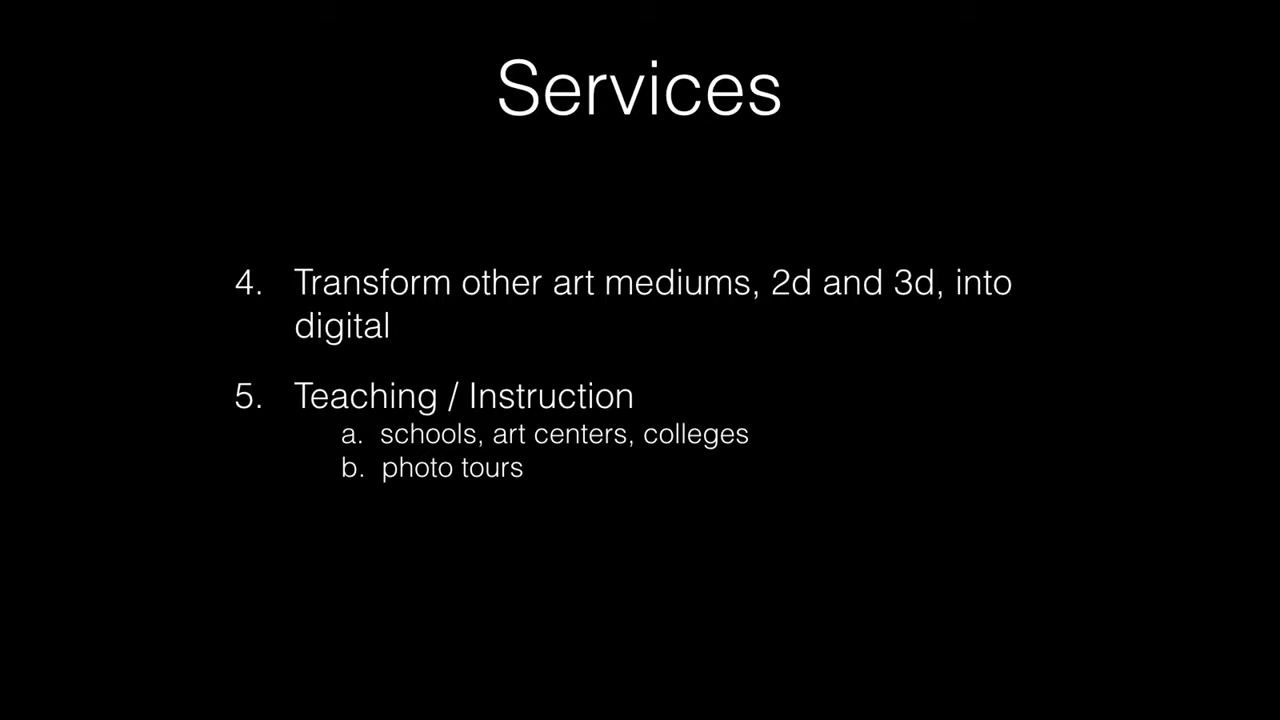 Services
4. Transform other art mediums, 2d and 3d, into
digital
5. Teaching / Instruction
a. schools, art centers, colleges
b. photo tours